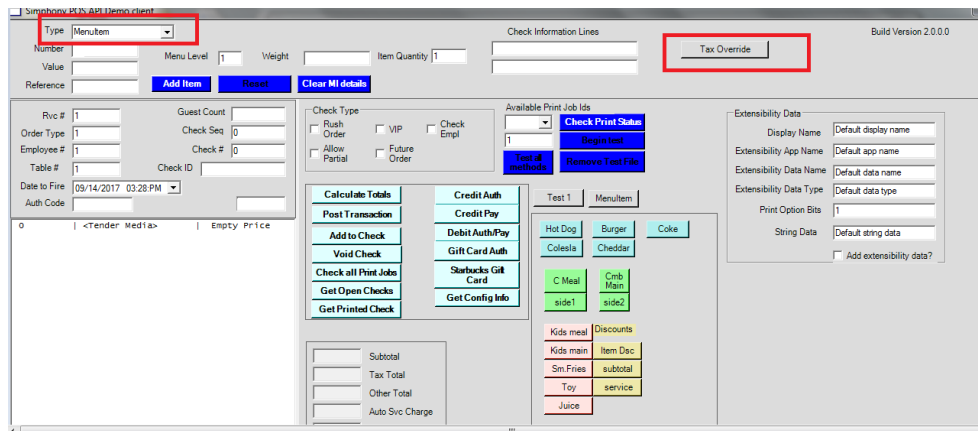 Simphony POS API Demo client
Type MenuItem
Check Information Lines
Build Version 2.0.0.0
Number
Menu Level 1 Weight Item Quantity 1
Tax Override
Value
Reference Add Item Reset Clear MI details
Rvc # 1 Guest Count
Order Type 1 Check Seq 0
Employee # 1 Check # 0
Table # 1 Check ID
Date to Fire 09/14/2017 03:28:PM
Auth Code
0 | <Tender Media> | Empty Price
Check Type
Rush Order VIP Check Empl
Allow Partial Future Order
Available Print Job Ids
Check Print Status
1 Begin test
Test all methods Remove Test File
Calculate Totals Credit Auth
Post Transaction Credit Pay
Add to Check Debit Auth/Pay
Void Check Gift Card Auth
Check all Print Jobs Starbucks Gift Card
Get Open Checks Get Config Info
Get Printed Check
Subtotal
Tax Total
Other Total
Auto Svc Charge
Test 1 MenuItem
Hot Dog Burger Coke
Colesla Cheddar
C Meal Cmb Main
side1 side2
Kids meal Discounts
Kids main Item Dsc
Sm.Fries subtotal
Toy service
Juice
Extensibility Data
Display Name Default display name
Extensibility App Name Default app name
Extensibility Data Name Default data name
Extensibility Data Type Default data type
Print Option Bits 1
String Data Default string data
Add extensibility data?